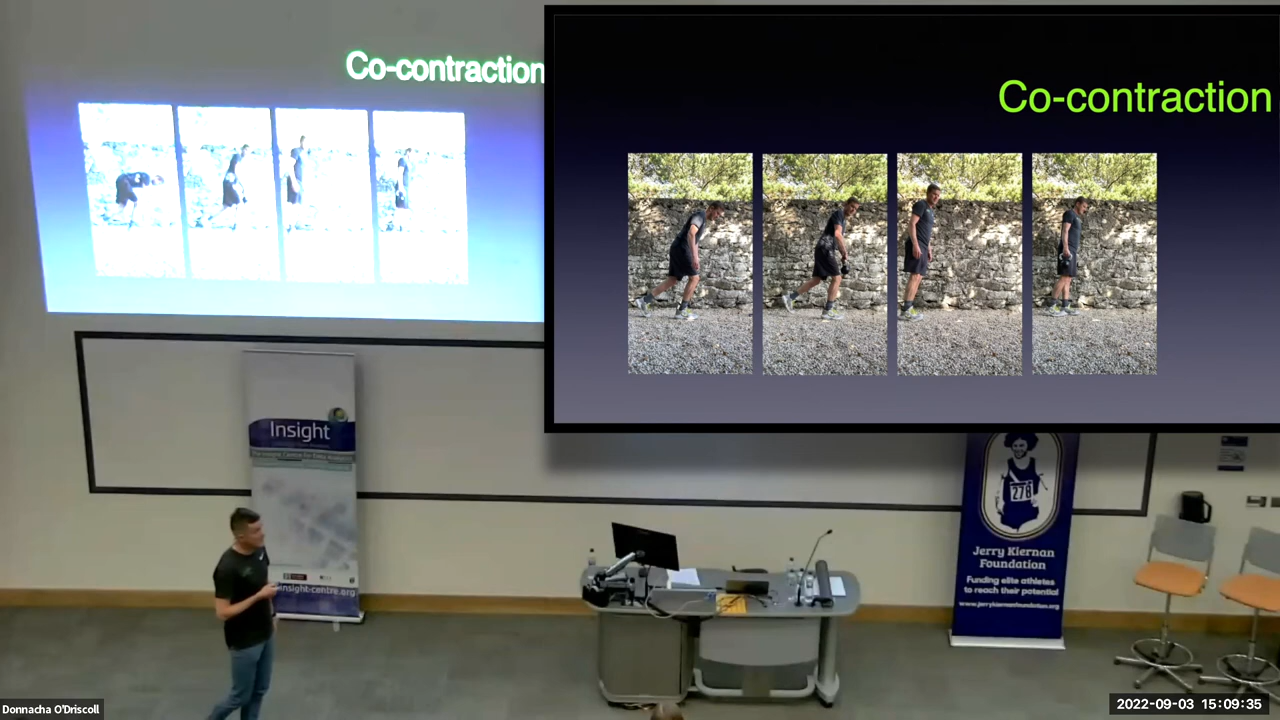 Co-contraction
Co-contraction
Insight
insight-centre.org
278
Jerry Kiernan
Foundation
Funding elite athletes
to reach their potential
www.jerrykiernanfoundation.org
Donnacha O'Driscoll
2022-09-03 15:09:35